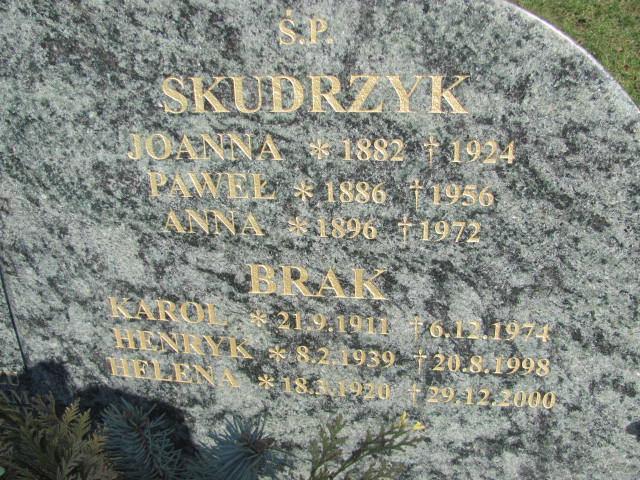 Ś.P.
SKUDRZYK
JOANNA * 1882 † 1924
PAWEŁ * 1886 † 1956
ANNA * 1896 † 1972
BRAK
KAROL * 21.9.1911 † 6.12.1974
HENRYK * 8.2.1939 † 20.8.1998
HELENA * 18.3.1920 † 29.12.2000